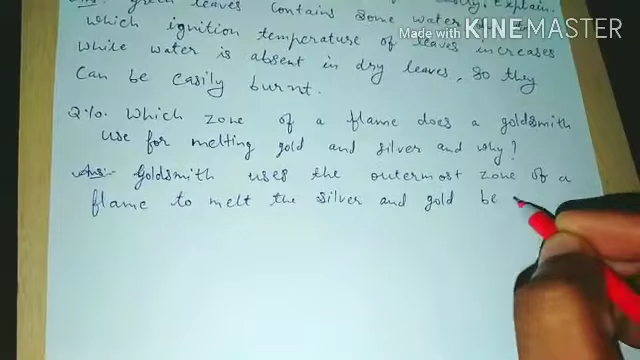 Green leaves contains some water
Made with KINEMASTER
which ignition temperature of leaves increases
while water is absent in dry leaves, so they
can be easily burnt.
Q%. Which zone of a flame does a goldsmith
use for melting gold and silver and why?
Ans:- Goldsmith uses the outermost zone of a
flame to melt the silver and gold be